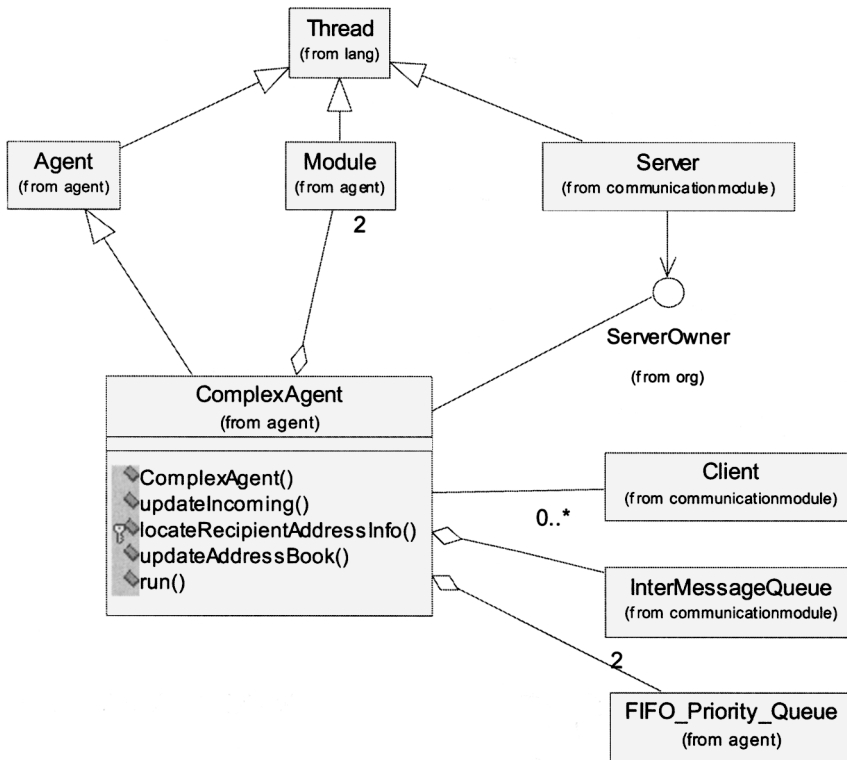 Thread
(from lang)
Agent
(from agent)
Module
(from agent)
Server
(from communicationmodule)
2
ServerOwner
(from org)
ComplexAgent
(from agent)
ComplexAgent()
updateIncoming()
locateRecipientAddressInfo()
updateAddressBook()
run()
Client
(from communicationmodule)
0..*
InterMessageQueue
(from communicationmodule)
2
FIFO_Priority_Queue
(from agent)